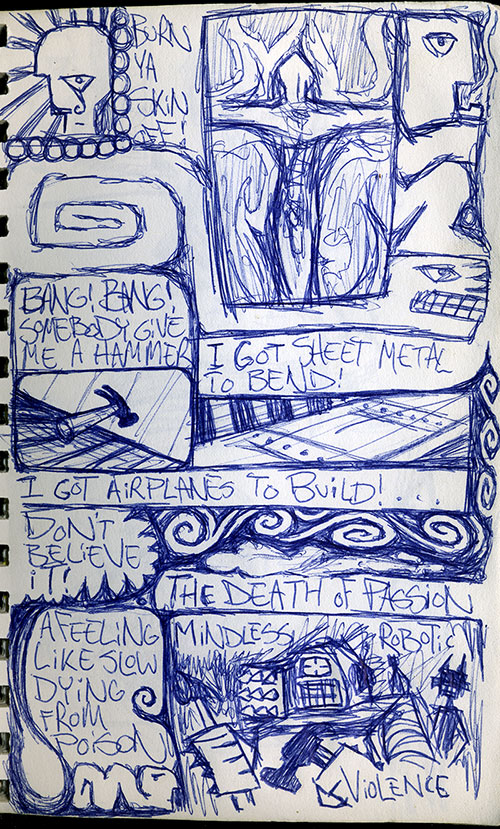 BURN
YA
SKIN
OFF!
BANG! BANG!
SOMEBODY GIVE
ME A HAMMER
I GOT SHEET METAL
TO BEND!
I GOT AIRPLANES TO BUILD!...
DON'T
BELIEVE
IT!
THE DEATH OF PASSION
A FEELING
LIKE SLOW
DYING
FROM
POISON
MINDLESS ROBOTIC
VIOLENCE